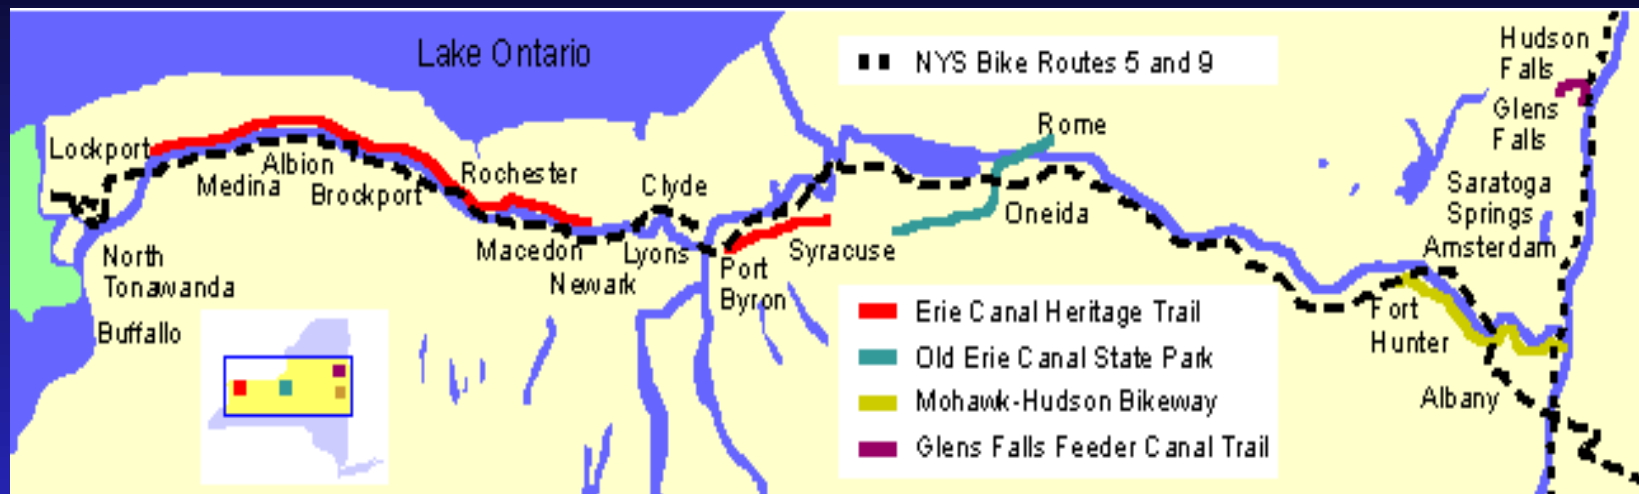 Lake Ontario
NYS Bike Routes 5 and 9
Hudson
Falls
Glens
Falls
Rome
Lockport
Albion
Medina
Brockport
Rochester
Clyde
Saratoga
Springs
Oneida
Amsterdam
North
Tonawanda
Macedon
Lyons
Syracuse
Newark
Port
Byron
Buffallo
Fort
Hunter
Albany
Erie Canal Heritage Trail
Old Erie Canal State Park
Mohawk-Hudson Bikeway
Glens Falls Feeder Canal Trail